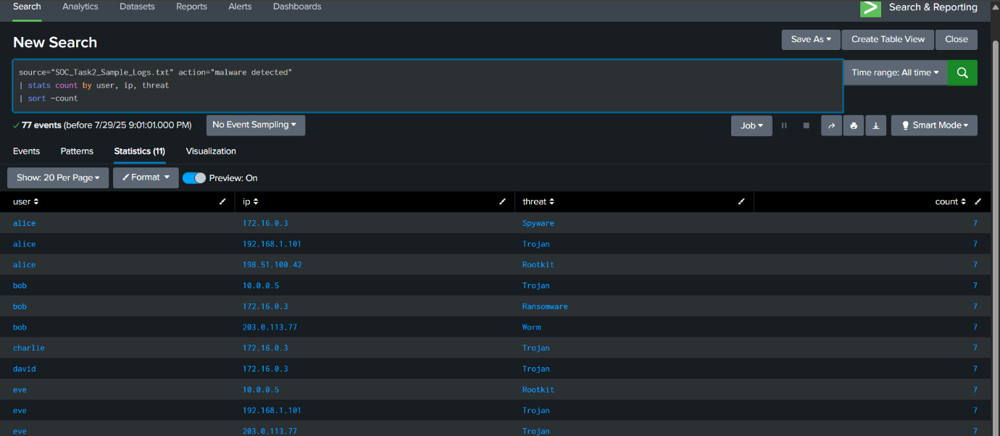 Search Analytics Datasets Reports Alerts Dashboards Search & Reporting
New Search Save As Create Table View Close
source="SOC_Task2_Sample_Logs.txt" action="malware detected" Time range: All time
| stats count by user, ip, threat
| sort -count
77 events (before 7/29/25 9:01:01.000 PM) No Event Sampling Job Smart Mode
Events Patterns Statistics (11) Visualization
Show: 20 Per Page Format Preview: On
user ip threat count
alice 172.16.0.3 Spyware 7
alice 192.168.1.101 Trojan 7
alice 198.51.100.42 Rootkit 7
bob 10.0.0.5 Trojan 7
bob 172.16.0.3 Ransomware 7
bob 203.0.113.77 Worm 7
charlie 172.16.0.3 Trojan 7
david 172.16.0.3 Trojan 7
eve 10.0.0.5 Rootkit 7
eve 192.168.1.101 Trojan 7
eve 203.0.113.77 Trojan 7